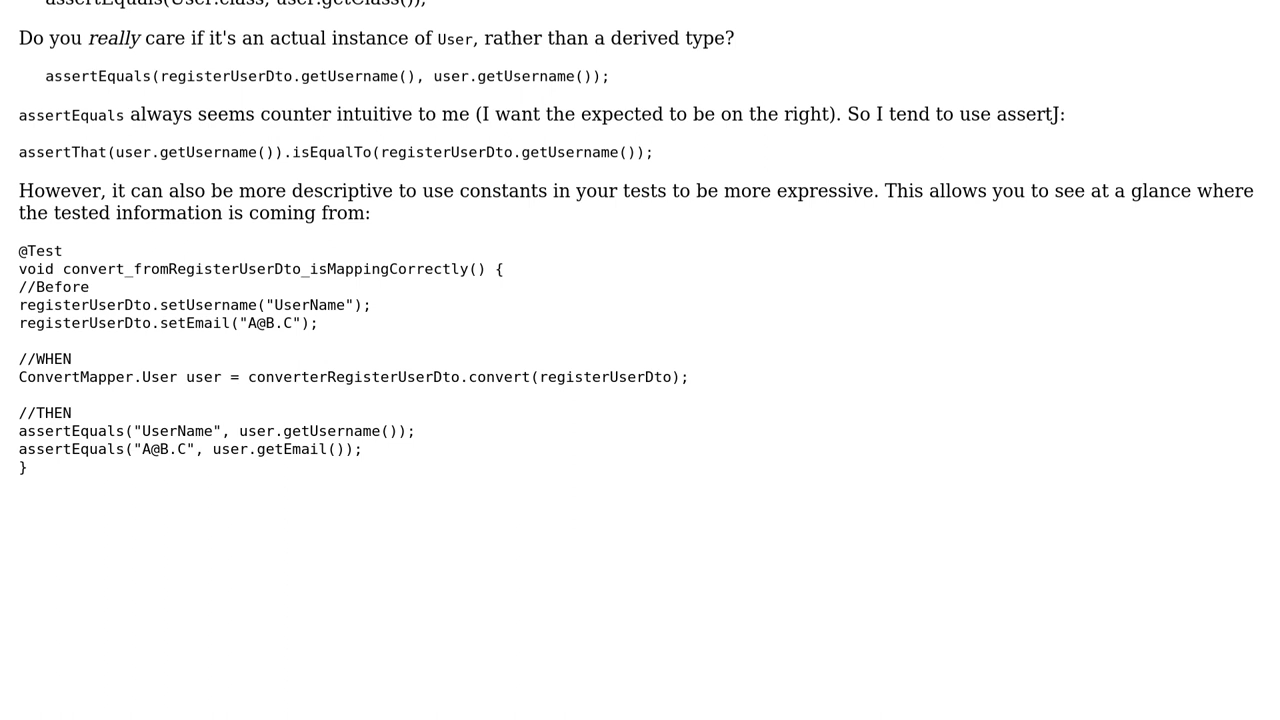 assertEquals(User.class, user.getClass());
Do you really care if it's an actual instance of User, rather than a derived type?
assertEquals(registerUserDto.getUsername(), user.getUsername());
assertEquals always seems counter intuitive to me (I want the expected to be on the right). So I tend to use assertJ:
assertThat(user.getUsername()).isEqualTo(registerUserDto.getUsername());
However, it can also be more descriptive to use constants in your tests to be more expressive. This allows you to see at a glance where
the tested information is coming from:
@Test
void convert_fromRegisterUserDto_isMappingCorrectly() {
//Before
registerUserDto.setUsername("UserName");
registerUserDto.setEmail("A@B.C");
//WHEN
ConvertMapper.User user = converterRegisterUserDto.convert(registerUserDto);
//THEN
assertEquals("UserName", user.getUsername());
assertEquals("A@B.C", user.getEmail());
}